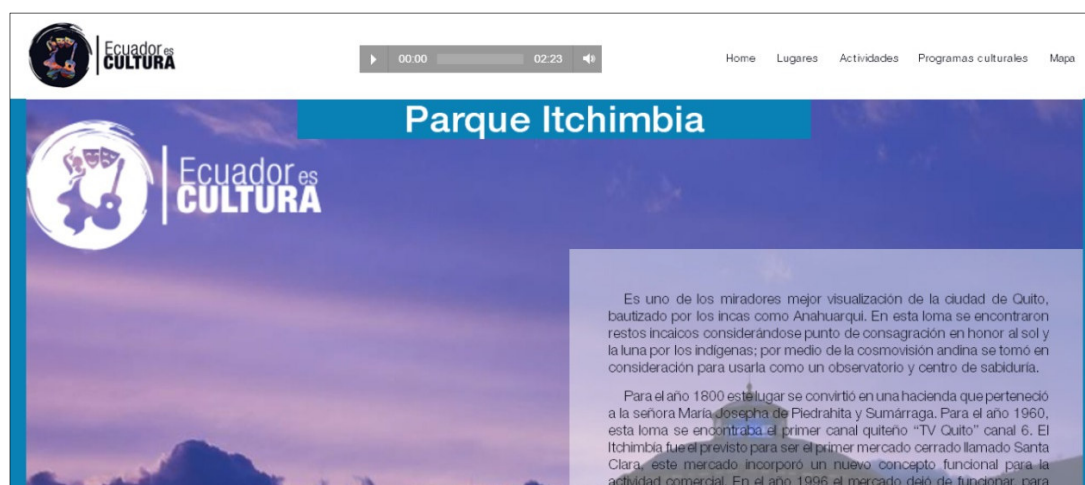 Ecuador es
CULTURA
00:00 02:23
Home Lugares Actividades Programas culturales Mapa
Parque Itchimbia
Ecuador es
CULTURA
Es uno de los miradores mejor visualización de la ciudad de Quito,
bautizado por los incas como Anahuarqui. En esta loma se encontraron
restos incaicos considerándose punto de consagración en honor al sol y
la luna por los indígenas; por medio de la cosmovisión andina se tomó en
consideración para usarla como un observatorio y centro de sabiduría.
Para el año 1800 este lugar se convirtió en una hacienda que perteneció
a la señora María Josepha de Piedrahita y Sumárraga. Para el año 1960,
esta loma se encontraba el primer canal quiteño “TV Quito” canal 6. El
Itchimbía fue el previsto para ser el primer mercado cerrado llamado Santa
Clara, este mercado incorporó un nuevo concepto funcional para la
actividad comercial. En el año 1996 el mercado dejó de funcionar, para